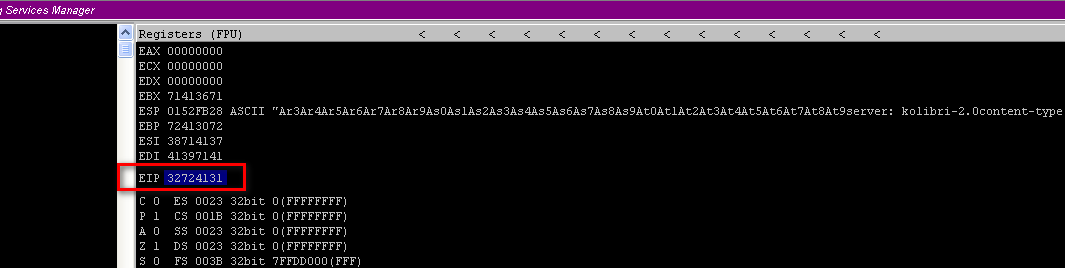 g Services Manager
Registers (FPU) < < < < < < < < < < < < < <
EAX 00000000
ECX 00000000
EDX 00000000
EBX 71413671
ESP 0152FB28 ASCII "Ar3Ar4Ar5Ar6Ar7Ar8Ar9As0As1As2As3As4As5As6As7As8As9At0At1At2At3At4At5At6At7At8At9server: kolibri-2.0content-type
EBP 72413072
ESI 38714137
EDI 41397141
EIP 32724131
C 0 ES 0023 32bit 0(FFFFFFFF)
P 1 CS 001B 32bit 0(FFFFFFFF)
A 0 SS 0023 32bit 0(FFFFFFFF)
Z 1 DS 0023 32bit 0(FFFFFFFF)
S 0 FS 003B 32bit 7FFDD000(FFF)